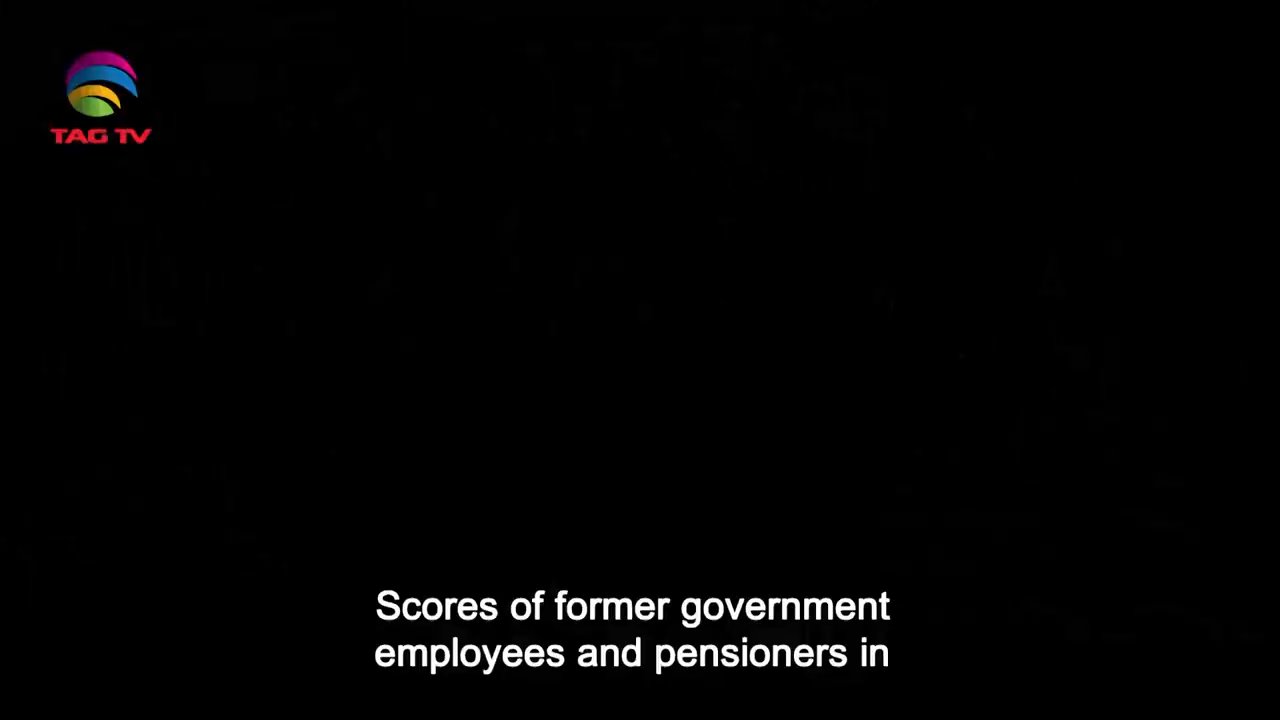 TAG TV
Scores of former government
employees and pensioners in